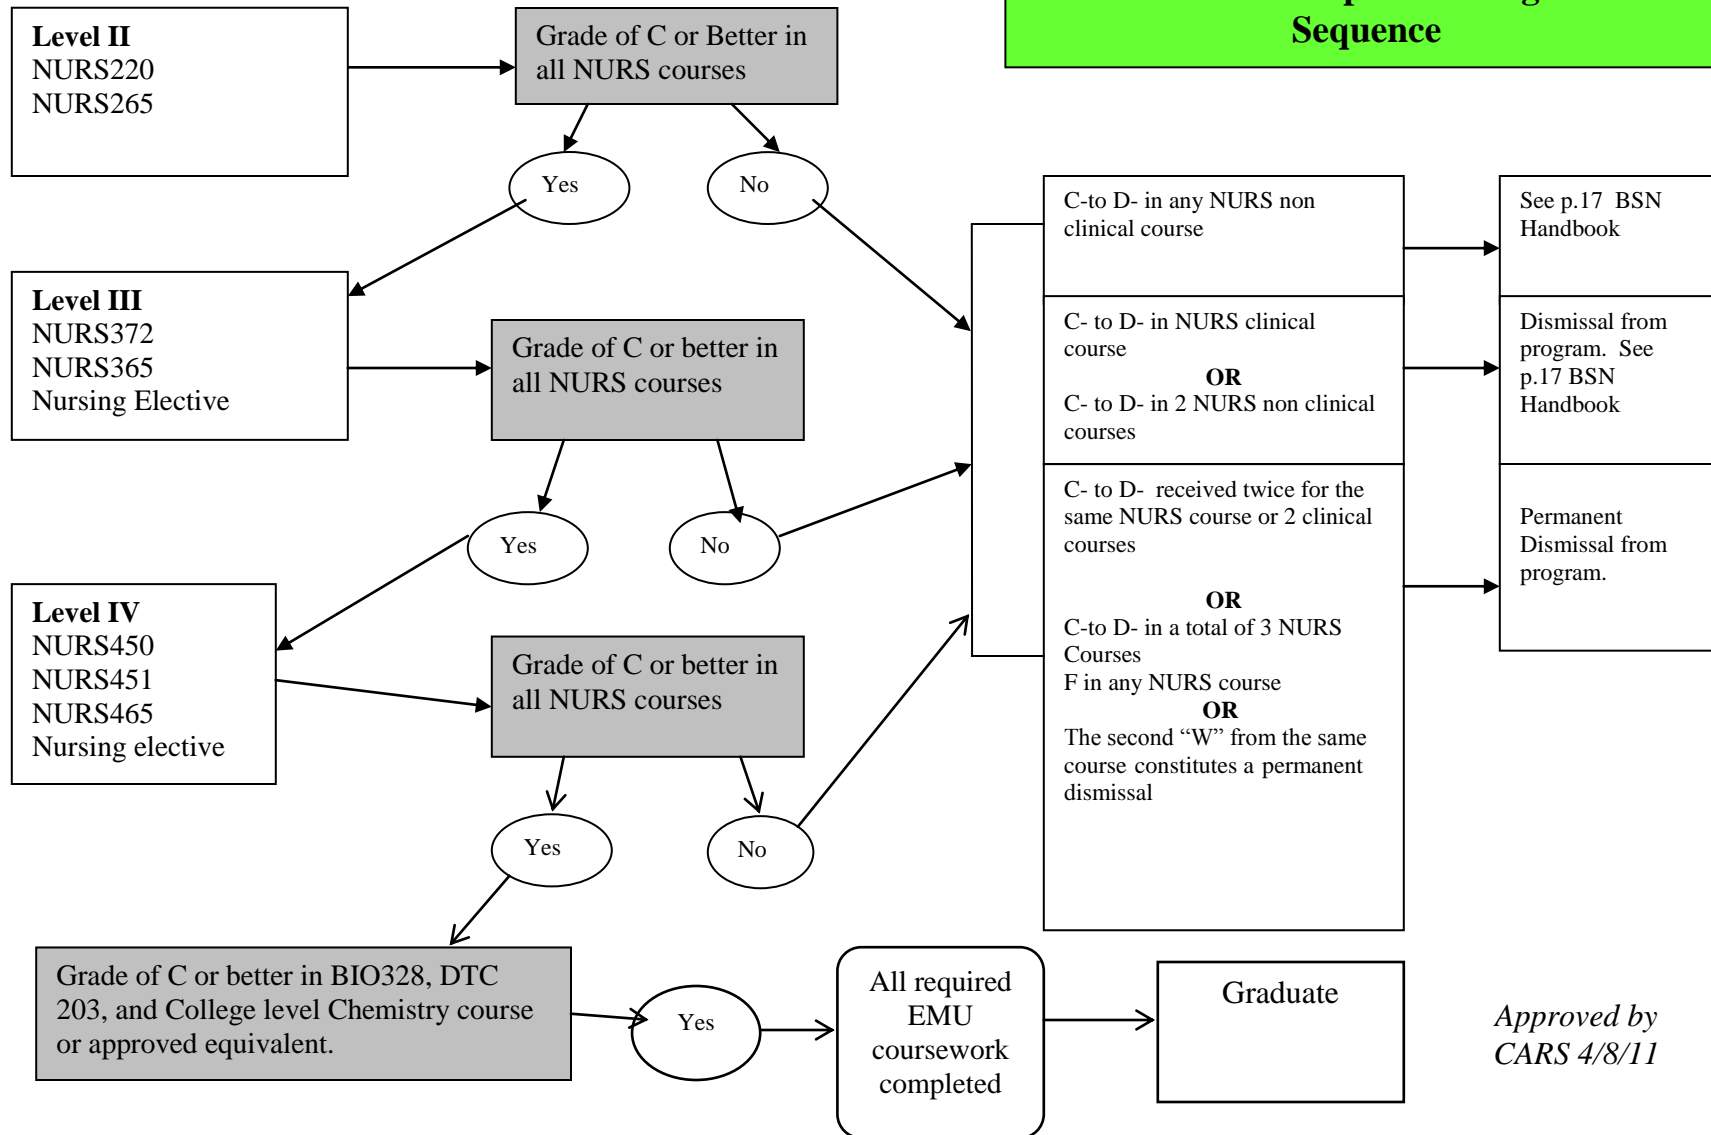 Sequence
Level II
NURS220
NURS265
Grade of C or Better in
all NURS courses
Yes
No
Level III
NURS372
NURS365
Nursing Elective
Grade of C or better in
all NURS courses
Yes
No
Level IV
NURS450
NURS451
NURS465
Nursing elective
Grade of C or better in
all NURS courses
Yes
No
C-to D- in any NURS non
clinical course
See p.17 BSN
Handbook
C- to D- in NURS clinical
course
OR
C- to D- in 2 NURS non clinical
courses
Dismissal from
program. See
p.17 BSN
Handbook
C- to D- received twice for the
same NURS course or 2 clinical
courses
OR
C-to D- in a total of 3 NURS
Courses
F in any NURS course
OR
The second “W” from the same
course constitutes a permanent
dismissal
Permanent
Dismissal from
program.
Grade of C or better in BIO328, DTC
203, and College level Chemistry course
or approved equivalent.
Yes
All required
EMU
coursework
completed
Graduate
Approved by
CARS 4/8/11